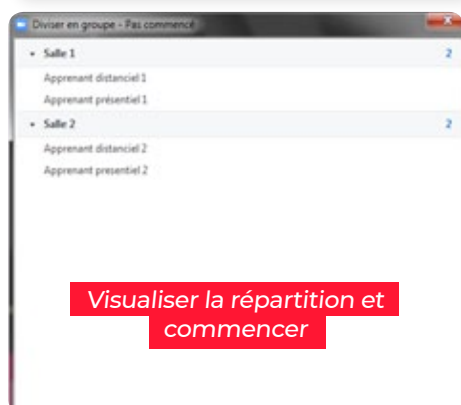 Diviser en groupe - Pas commencé
Salle 1 2
Apprenant distanciel 1
Apprenant présentiel 1
Salle 2 2
Apprenant distanciel 2
Apprenant presentiel 2
Visualiser la répartition et
commencer